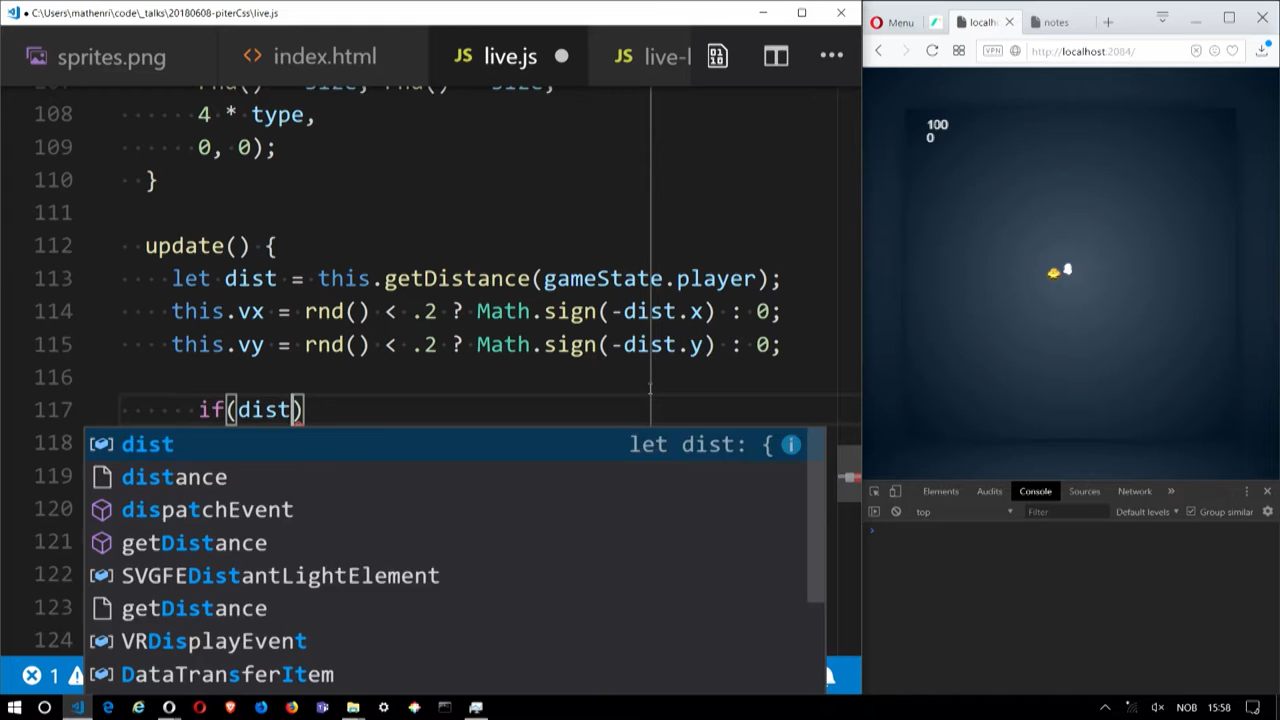 C:\Users\mathenri\code\_talks\20180608-piterCss\live.js
sprites.png
<> index.html
JS live.js
JS live-l
108 4 * type,
109 0, 0);
110 }
111
112 update() {
113 let dist = this.getDistance(gameState.player);
114 this.vx = rnd() < .2 ? Math.sign(-dist.x) : 0;
115 this.vy = rnd() < .2 ? Math.sign(-dist.y) : 0;
116
117 if(dist)
118
119
120
121
122
123
124
dist let dist: {
distance
dispatchEvent
getDistance
SVGFEDistantLightElement
getDistance
VRDisplayEvent
DataTransferItem
1
Menu
localh
notes
VPN
http://localhost:2084/
100
0
Elements
Audits
Console
Sources
Network
»
top
Filter
Default levels
Group similar
NOB
15:58